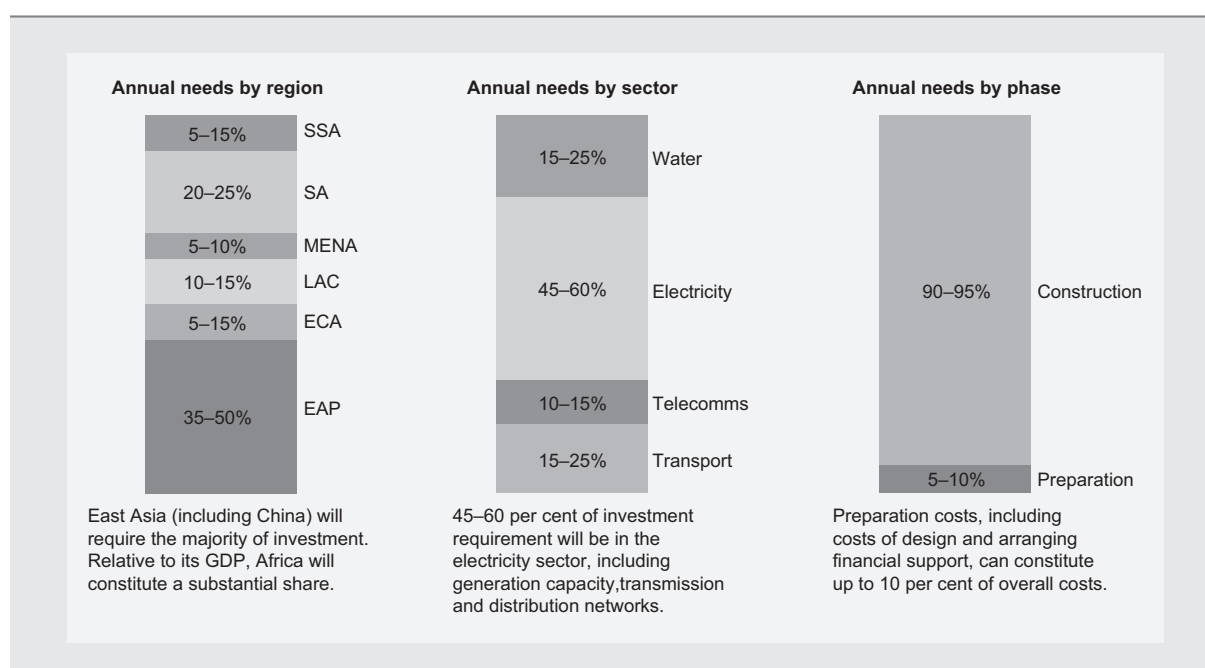 Annual needs by region
5–15% SSA
20–25% SA
5–10% MENA
10–15% LAC
5–15% ECA
35–50% EAP
East Asia (including China) will
require the majority of investment.
Relative to its GDP, Africa will
constitute a substantial share.
Annual needs by sector
15–25% Water
45–60% Electricity
10–15% Telecomms
15–25% Transport
45–60 per cent of investment
requirement will be in the
electricity sector, including
generation capacity,transmission
and distribution networks.
Annual needs by phase
90–95% Construction
5–10% Preparation
Preparation costs, including
costs of design and arranging
financial support, can constitute
up to 10 per cent of overall costs.